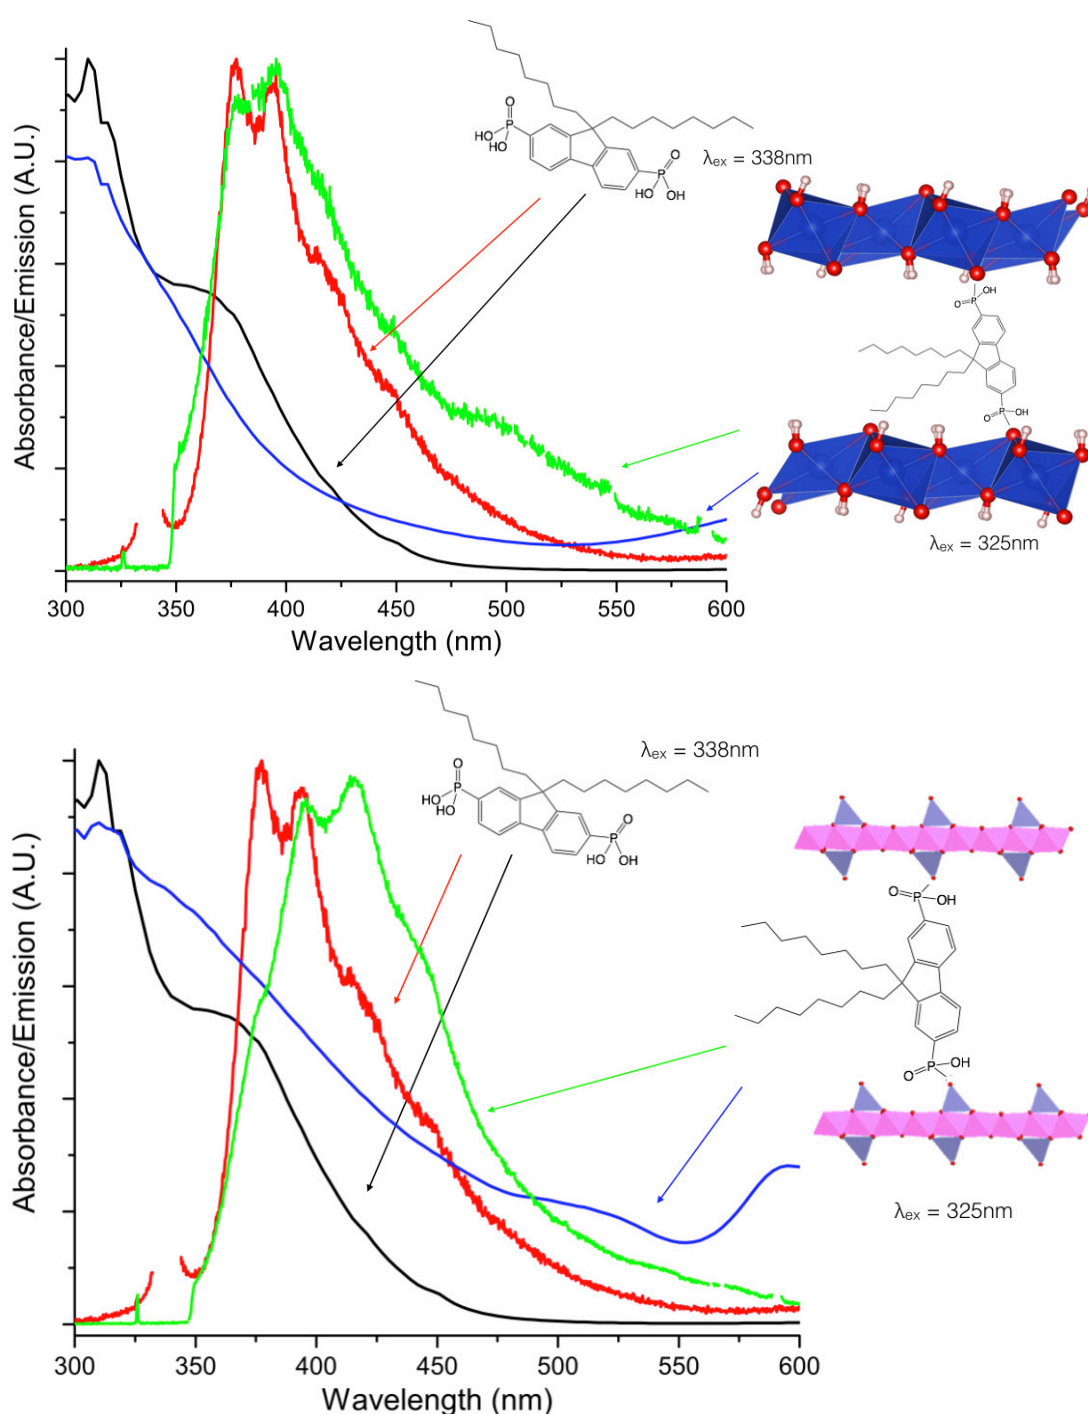 O
HO P
HO
O
P
HO OH
λex = 338nm
P OH
O
P OH
O
λex = 325nm
Absorbance/Emission (A.U.)
300 350 400 450 500 550 600
Wavelength (nm)
λex = 338nm
O
HO P
HO
O
P
HO OH
O P OH
P OH
O
λex = 325nm
Absorbance/Emission (A.U.)
300 350 400 450 500 550 600
Wavelength (nm)